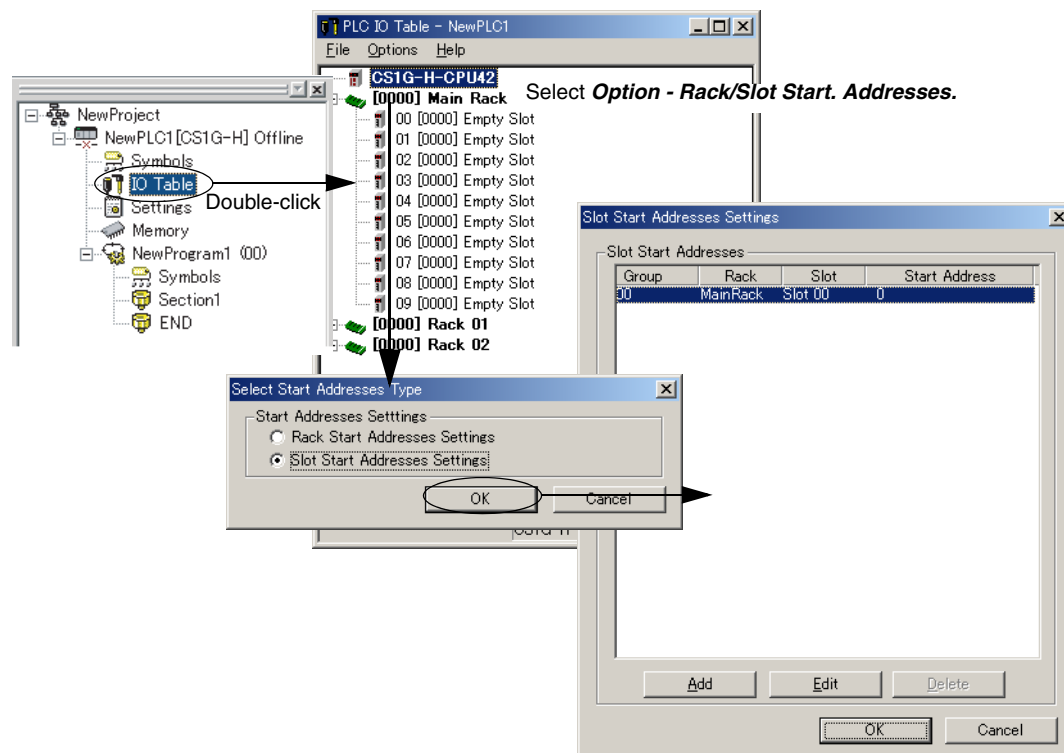 PLC IO Table - NewPLC1
File Options Help
CS1G-H-CPU42
[0000] Main Rack
00 [0000] Empty Slot
01 [0000] Empty Slot
02 [0000] Empty Slot
03 [0000] Empty Slot
04 [0000] Empty Slot
05 [0000] Empty Slot
06 [0000] Empty Slot
07 [0000] Empty Slot
08 [0000] Empty Slot
09 [0000] Empty Slot
[0000] Rack 01
[0000] Rack 02
Select Option - Rack/Slot Start. Addresses.
NewProject
NewPLC1[CS1G-H] Offline
Symbols
IO Table
Double-click
Settings
Memory
NewProgram1 (00)
Symbols
Section1
END
Select Start Addresses Type
Start Addresses Setttings
Rack Start Addresses Settings
Slot Start Addresses Settings
OK Cancel
CS1G-H
Slot Start Addresses Settings
Slot Start Addresses
Group Rack Slot Start Address
00 MainRack Slot 00 0
Add Edit Delete
OK Cancel